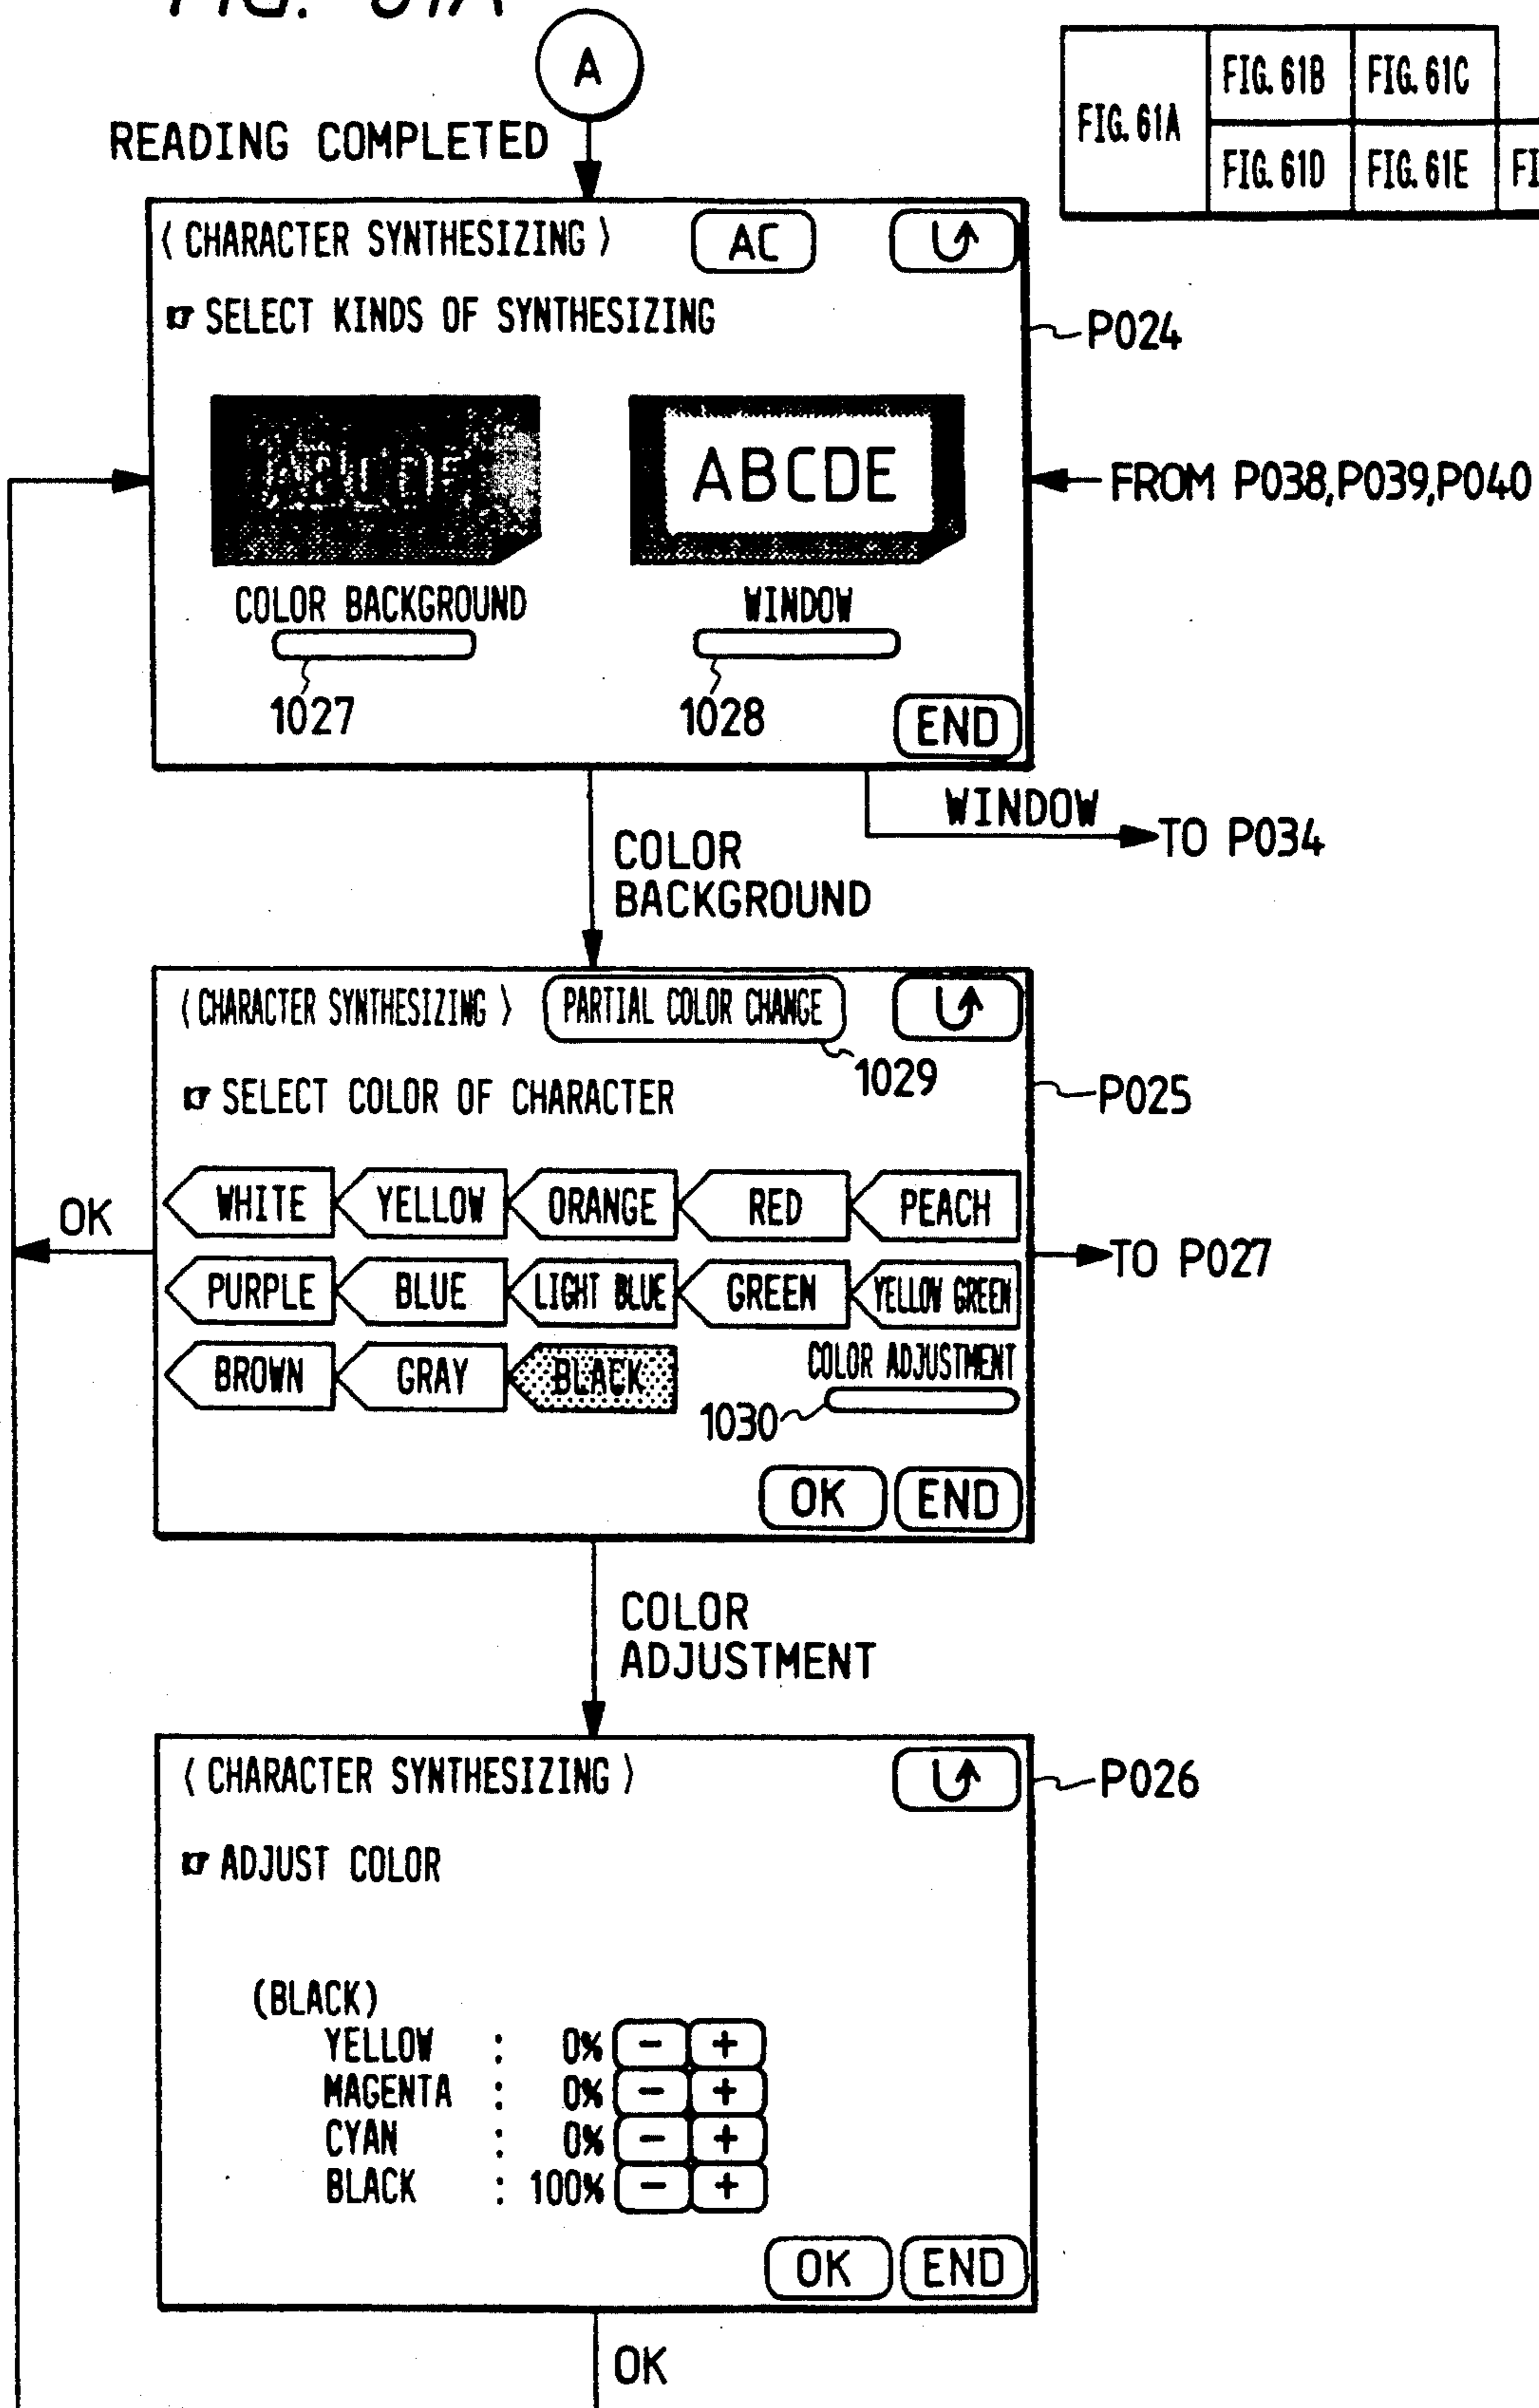 FIG. 61A
A
FIG. 61A
FIG. 61B FIG. 61C
FIG. 61D FIG. 61E
READING COMPLETED
〈 CHARACTER SYNTHESIZING 〉 AC
☞ SELECT KINDS OF SYNTHESIZING
P024
ABCDE ABCDE
FROM P038,P039,P040
COLOR BACKGROUND WINDOW
1027 1028
END
WINDOW
TO P034
COLOR
BACKGROUND
〈 CHARACTER SYNTHESIZING 〉 PARTIAL COLOR CHANGE
1029
☞ SELECT COLOR OF CHARACTER
P025
WHITE YELLOW ORANGE RED PEACH
OK
TO P027
PURPLE BLUE LIGHT BLUE GREEN YELLOW GREEN
BROWN GRAY BLACK COLOR ADJUSTMENT
1030
OK END
COLOR
ADJUSTMENT
〈 CHARACTER SYNTHESIZING 〉
P026
☞ ADJUST COLOR
(BLACK)
YELLOW : 0% - +
MAGENTA : 0% - +
CYAN : 0% - +
BLACK : 100% - +
OK END
OK